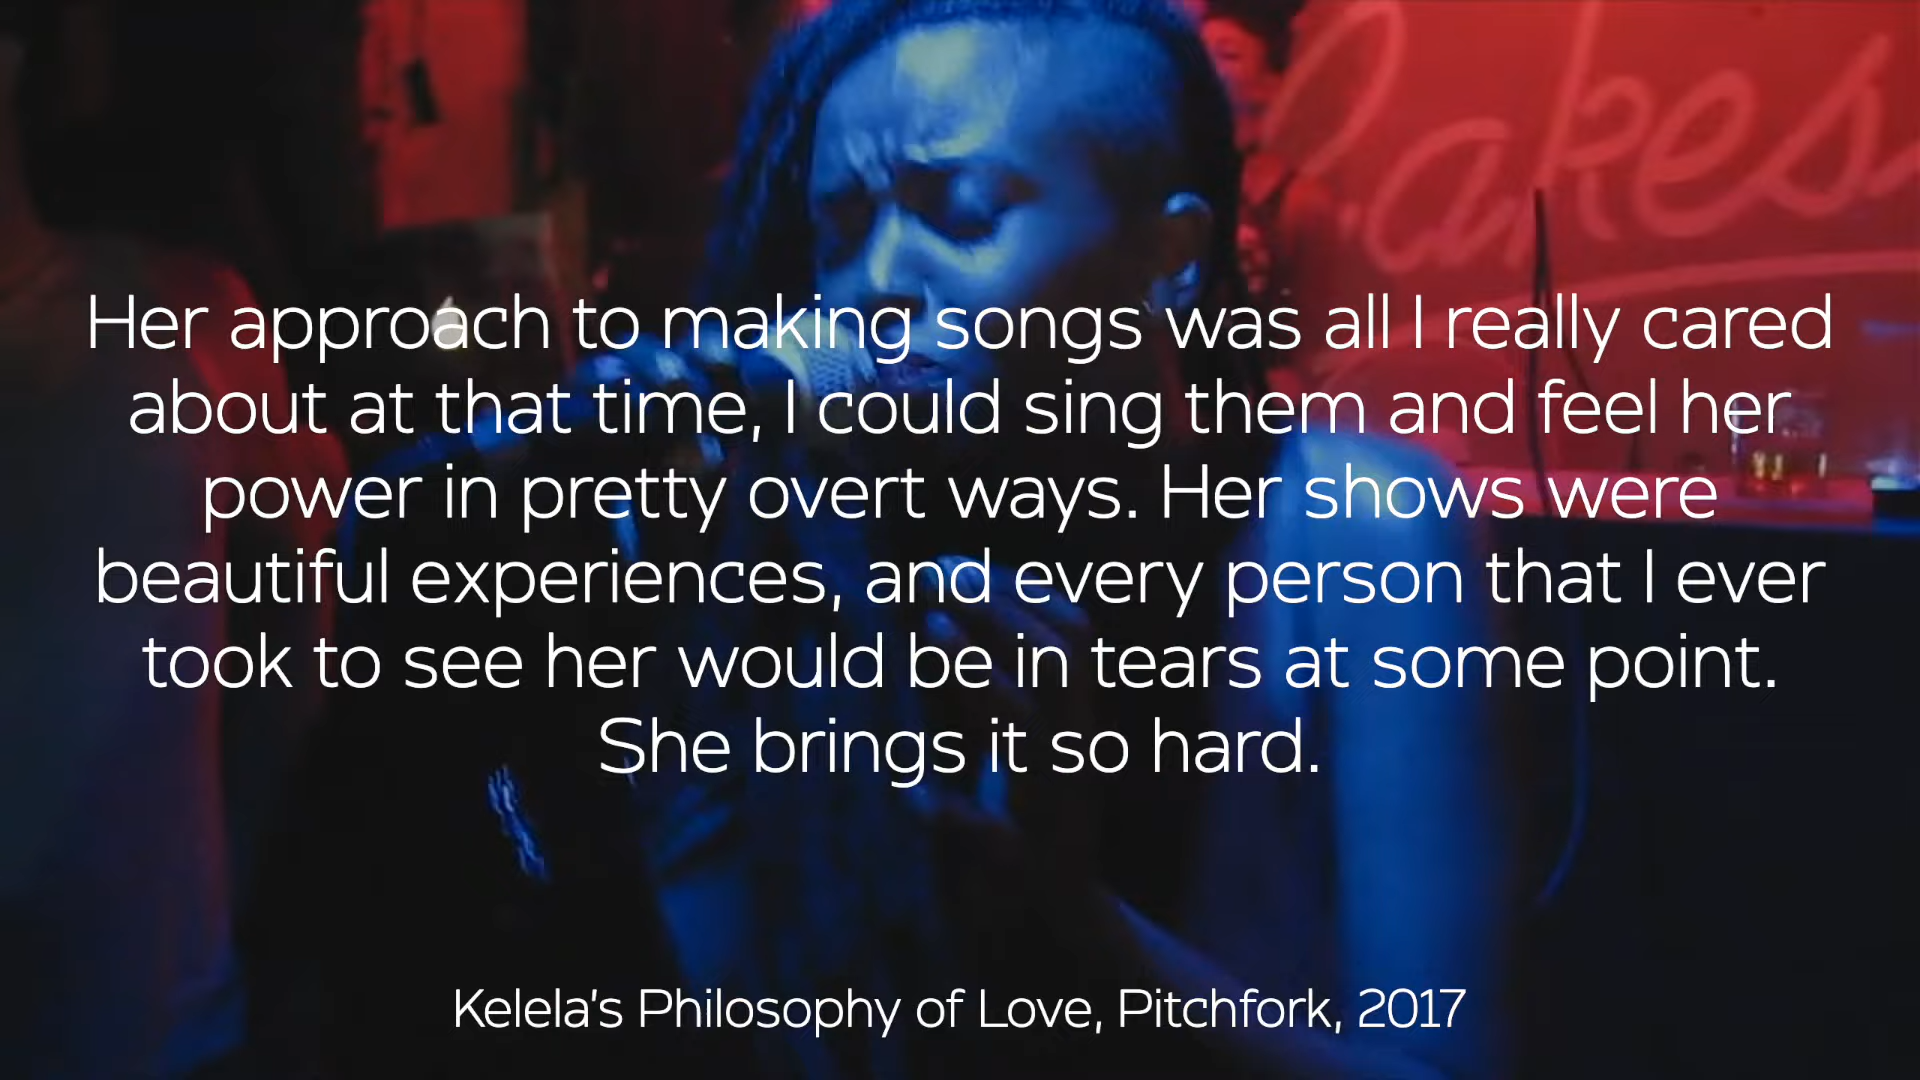 Cakes
Her approach to making songs was all I really cared
about at that time, I could sing them and feel her
power in pretty overt ways. Her shows were
beautiful experiences, and every person that I ever
took to see her would be in tears at some point.
She brings it so hard.
Kelela's Philosophy of Love, Pitchfork, 2017